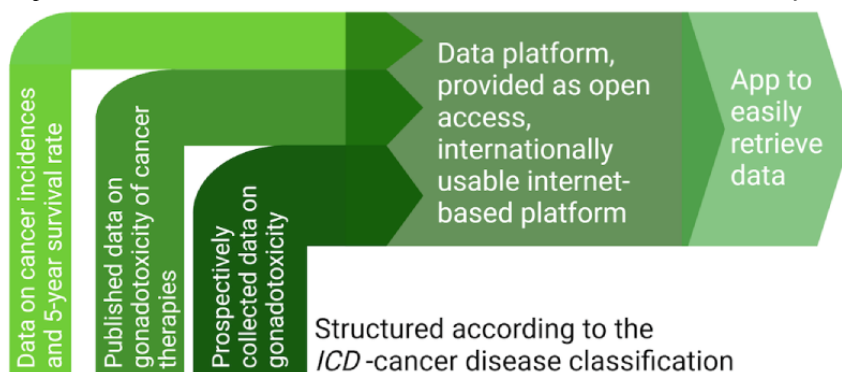 Data on cancer incidences
and 5-year survival rate
Published data on
gonadotoxicity of cancer
therapies
Prospectively
collected data on
gonadotoxicity
Data platform,
provided as open
access,
internationally
usable internet-
based platform
App to
easily
retrieve
data
Structured according to the
ICD -cancer disease classification